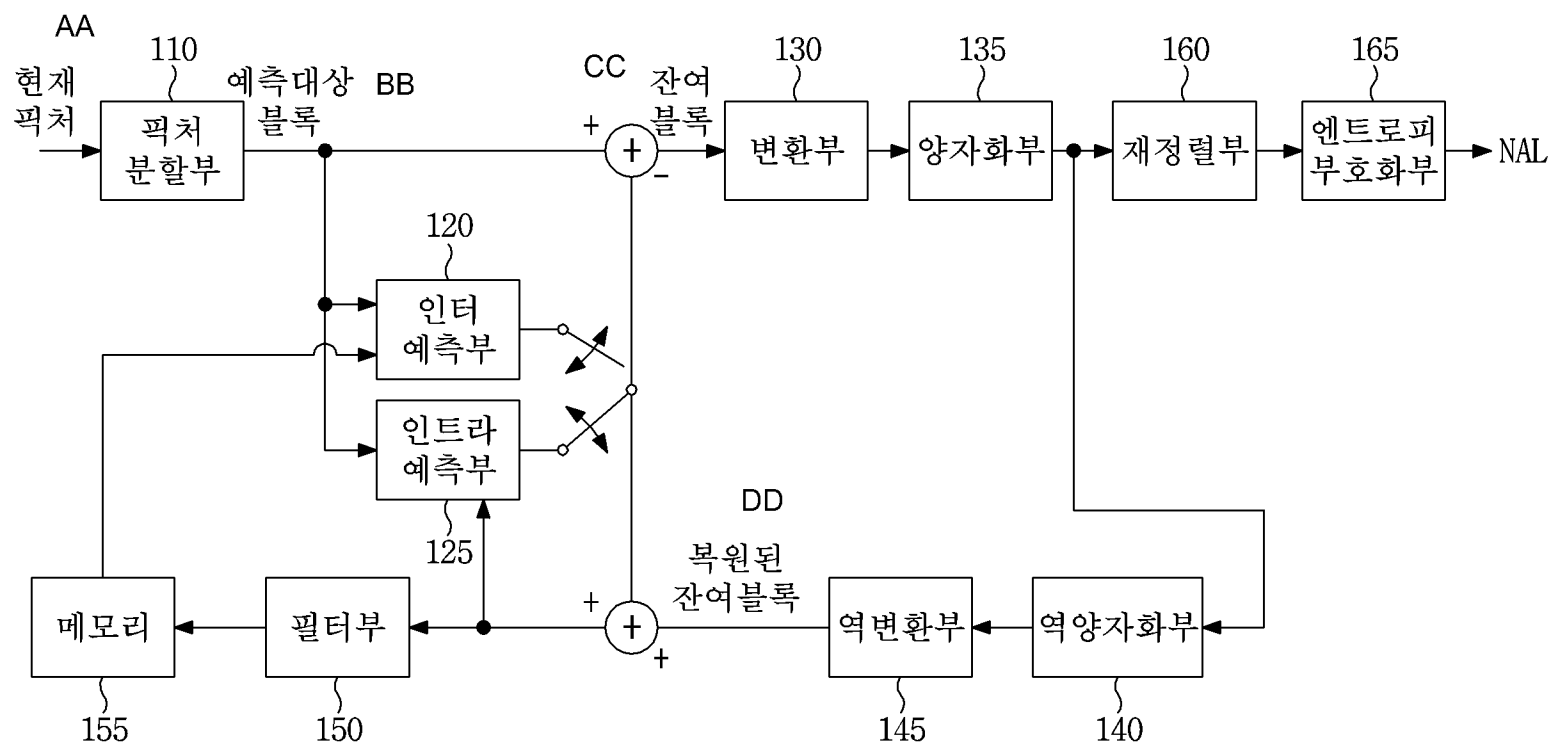 AA
현재
픽처
110
픽처
분할부
예측대상
블록
BB
CC
+
+
−
잔여
블록
130
변환부
135
양자화부
160
재정렬부
165
엔트로피
부호화부
NAL
120
인터
예측부
인트라
예측부
125
DD
복원된
잔여블록
메모리
155
필터부
150
+
+
+
역변환부
145
역양자화부
140